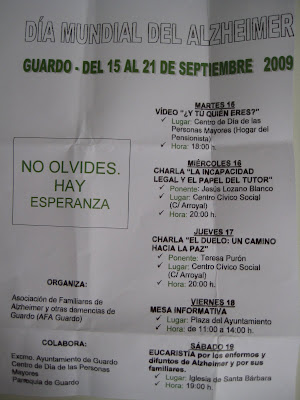 DÍA MUNDIAL DEL ALZHEIMER
GUARDO - DEL 15 AL 21 DE SEPTIEMBRE 2009
NO OLVIDES.
HAY
ESPERANZA
ORGANIZA:
Asociación de Familiares de
Alzheimer y otras demencias de
Guardo (AFA Guardo)
COLABORA:
Excmo. Ayuntamiento de Guardo
Centro de Día de las Personas
Mayores
Parroquia de Guardo
MARTES 15
VÍDEO "¿Y TU QUIEN ERES?"
✓ Lugar: Centro de Día de las
Personas Mayores (Hogar del
Pensionista)
✓ Hora: 18:00 h.
MIÉRCOLES 16
CHARLA "LA INCAPACIDAD
LEGAL Y EL PAPEL DEL TUTOR"
✓ Ponente: Jesús Lozano Blanco
✓ Lugar: Centro Cívico Social
(C/ Arroyal)
✓ Hora: 20:00 h.
JUEVES 17
CHARLA "EL DUELO: UN CAMINO
HACIA LA PAZ"
✓ Ponente: Teresa Purón
✓ Lugar: Centro Cívico Social
(C/ Arroyal)
✓ Hora: 20:00 h.
VIERNES 18
MESA INFORMATIVA
✓ Lugar: Plaza del Ayuntamiento
✓ Hora: de 11:00 a 14:00 h.
SÁBADO 19
EUCARISTÍA por los enfermos y
difuntos de Alzheimer y por sus
familiares.
✓ Lugar: Iglesia de Santa Bárbara
✓ Hora: 19:00 h.